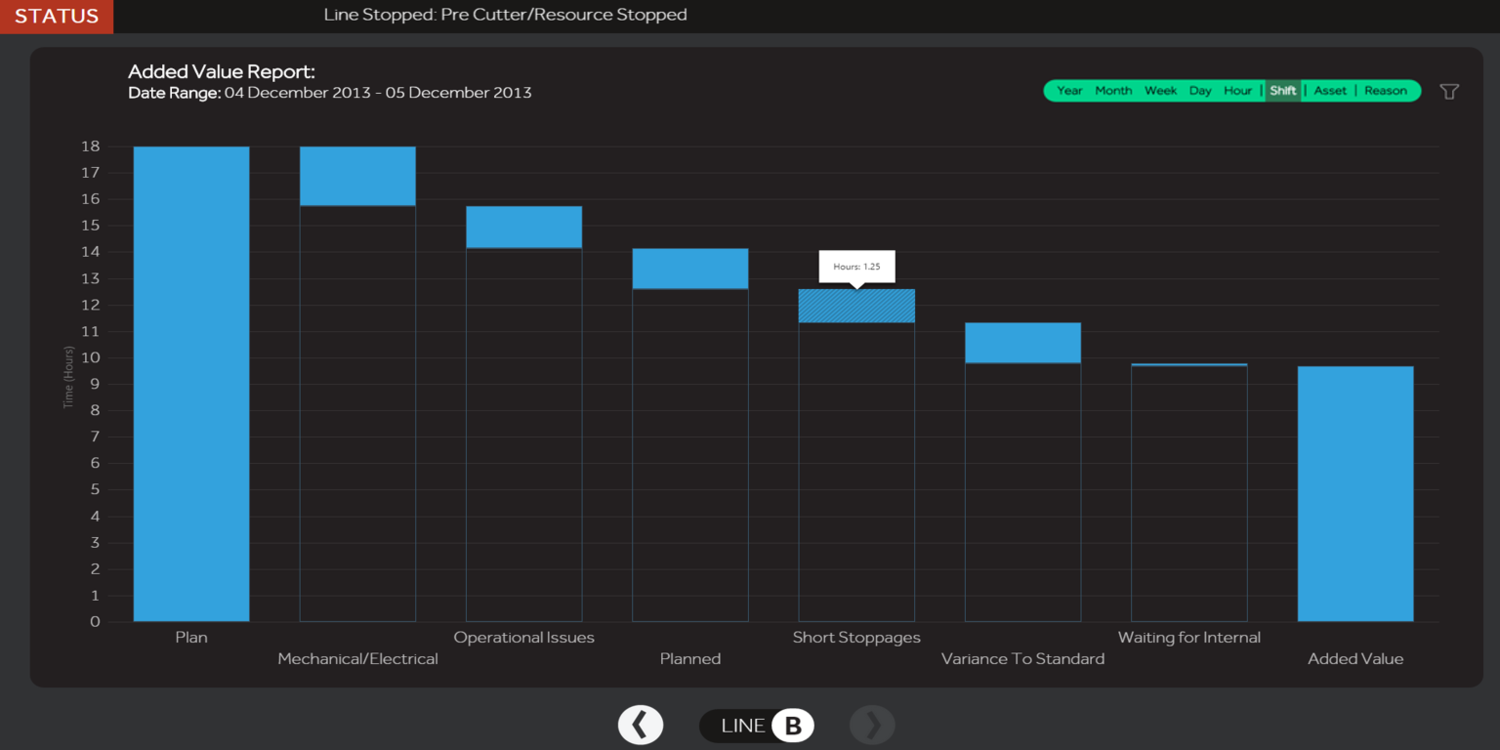 STATUS
Line Stopped: Pre Cutter/Resource Stopped
Added Value Report:
Date Range: 04 December 2013 - 05 December 2013
Year Month Week Day Hour | Shift | Asset | Reason
18
17
16
15
14
13
12
11
10
9
8
7
6
5
4
3
2
1
0
Time (Hours)
Hours: 1.25
Plan
Operational Issues
Short Stoppages
Waiting for Internal
Mechanical/Electrical
Planned
Variance To Standard
Added Value
LINE B